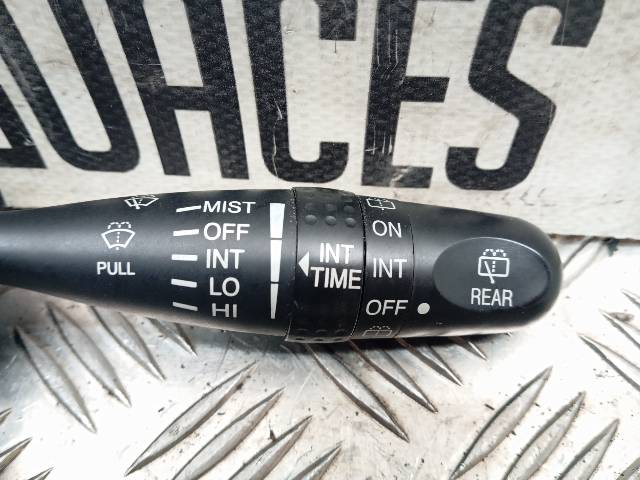 MIST
OFF
INT
LO
HI
PULL
INT
TIME
ON
INT
OFF
REAR